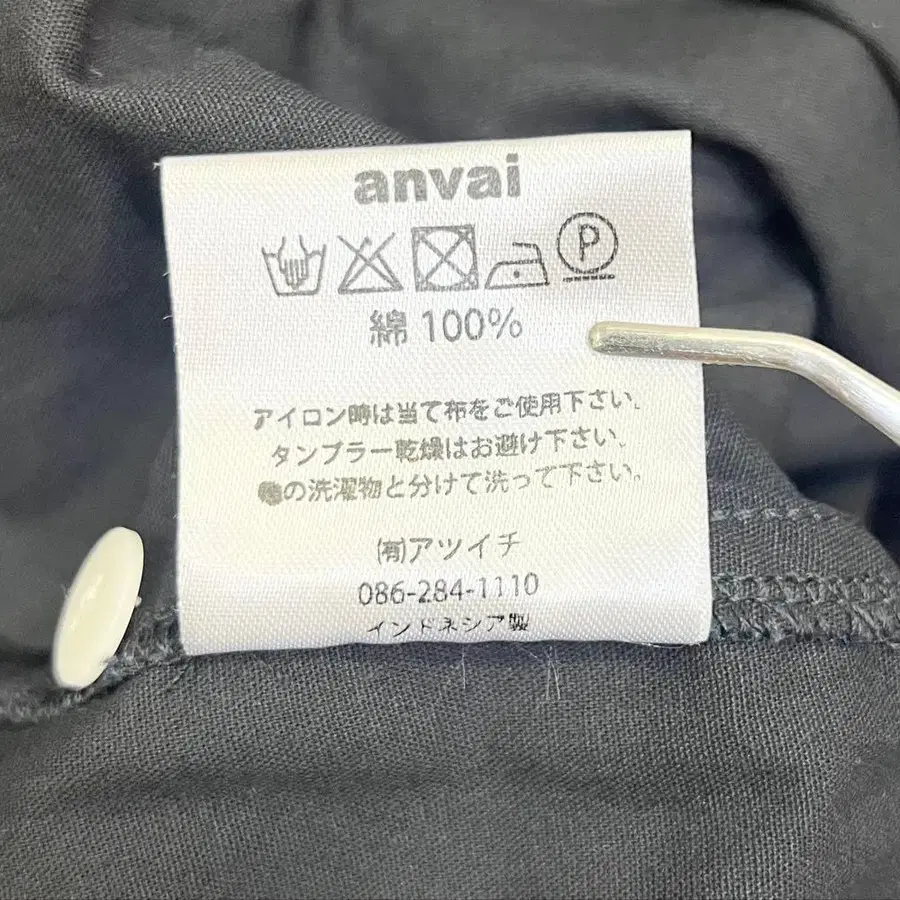 anvai
P
綿 100%
アイロン時は当て布をご使用下さい。
タンブラー乾燥はお避け下さい。
の洗濯物と分けて洗って下さい。
(有)アツイチ
086-284-1110
インドネシア製